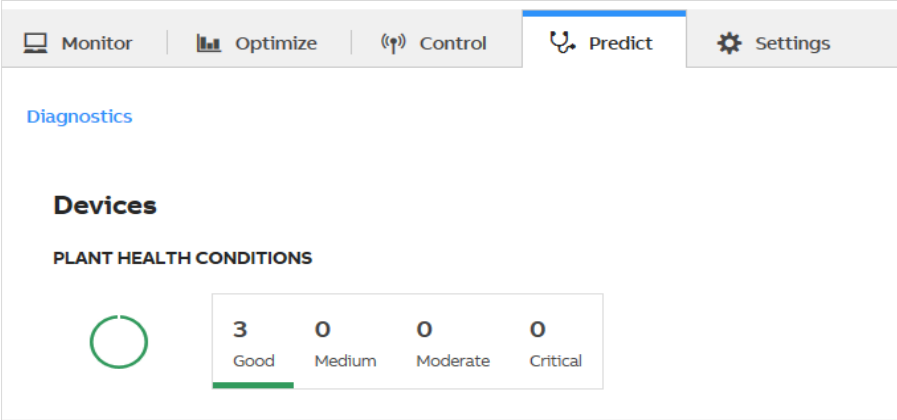 Monitor Optimize Control Predict Settings
Diagnostics
Devices
PLANT HEALTH CONDITIONS
3 0 0 0
Good Medium Moderate Critical